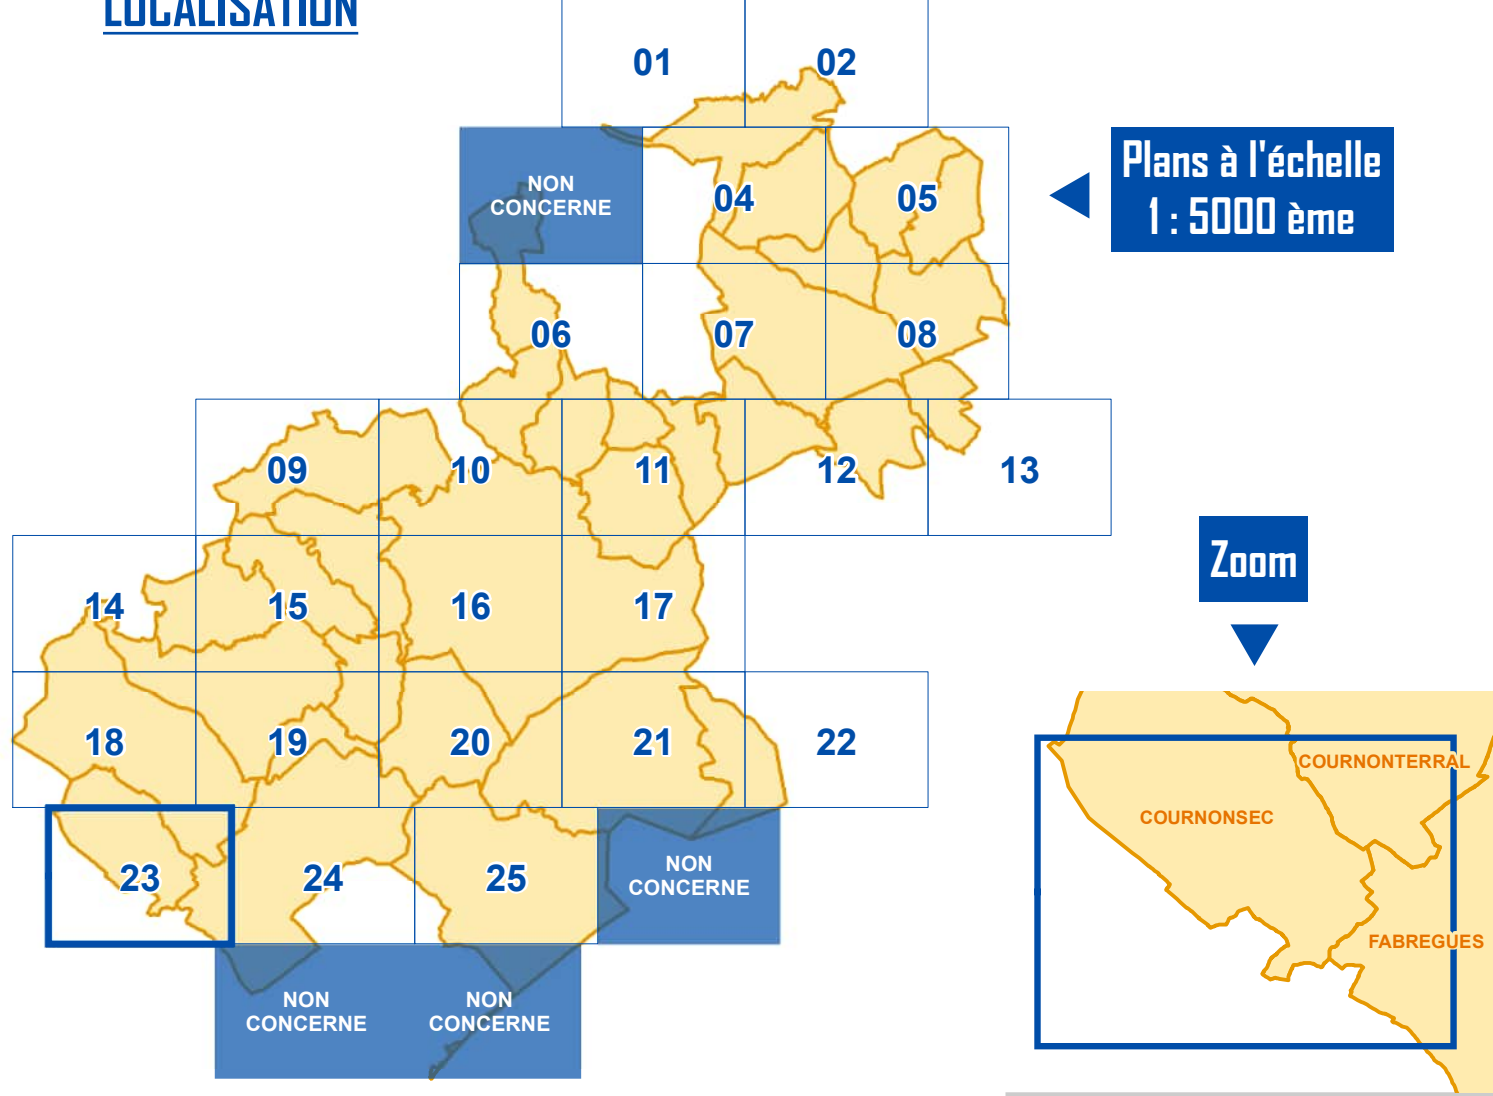 LOCALISATION
01
02
NON
CONCERNE
04
05
Plans à l'échelle
1 : 5000 ème
06
07
08
09
10
11
12
13
Zoom
14
15
16
17
18
19
20
21
22
COURNONTERRAL
COURNONSEC
FABREGUES
23
24
25
NON
CONCERNE
NON
CONCERNE
NON
CONCERNE